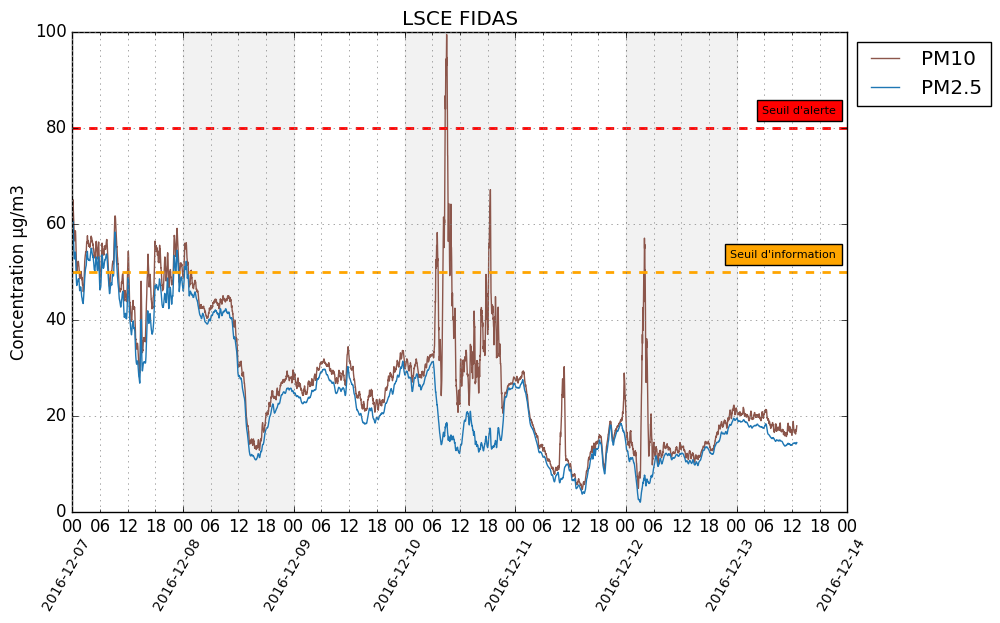 LSCE FIDAS
100
80
60
40
20
0
Concentration µg/m3
PM10
PM2.5
Seuil d'alerte
Seuil d'information
00 06 12 18 00 06 12 18 00 06 12 18 00 06 12 18 00 06 12 18 00 06 12 18 00 06 12 18 00
2016-12-07 2016-12-08 2016-12-09 2016-12-10 2016-12-11 2016-12-12 2016-12-13 2016-12-14